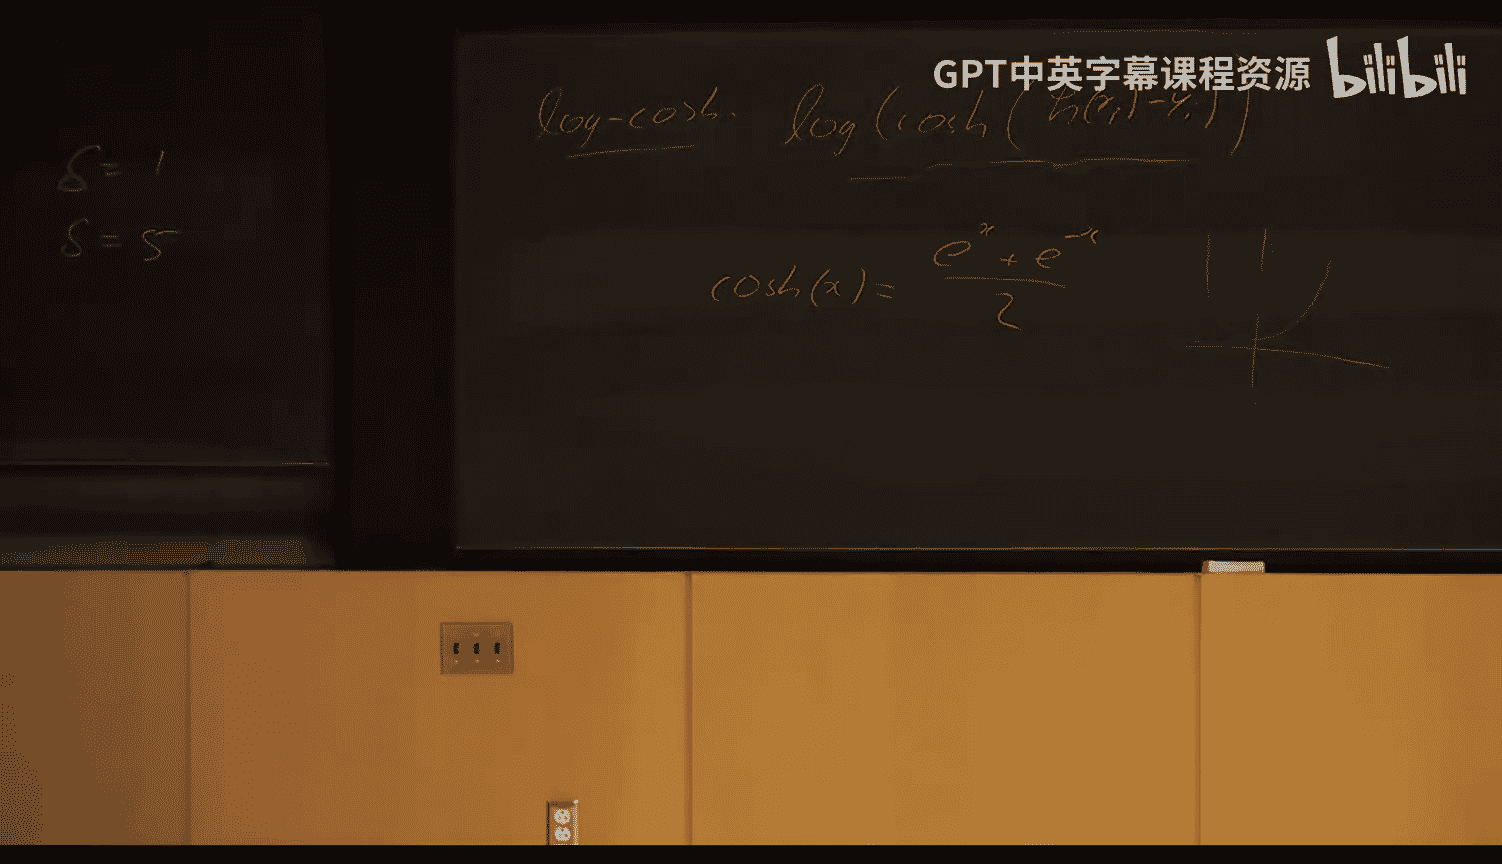 GPT中英字幕课程资源 bilibili
δ = 1
δ = 5
log-cosh. log(cosh(h(xᵢ)-yᵢ))
cosh(x) = (eˣ + e⁻ˣ)/2